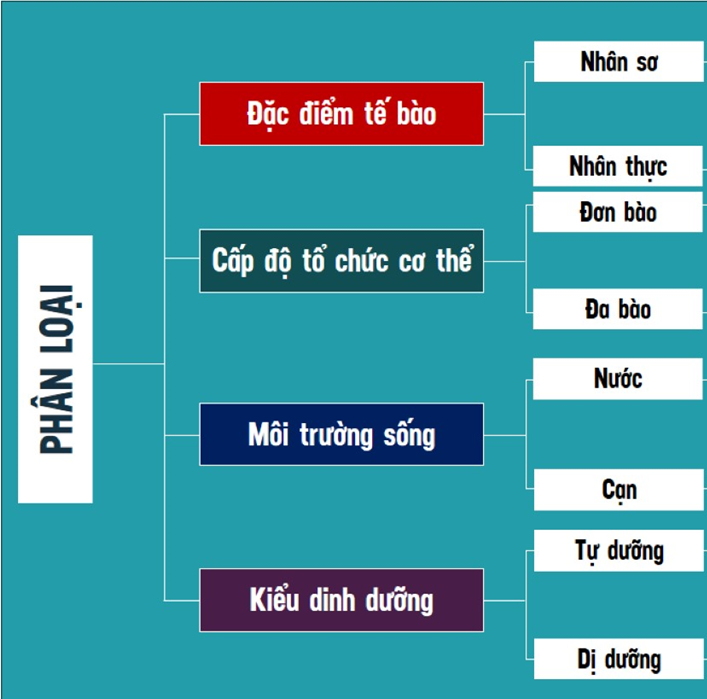 PHÂN LOẠI
Đặc điểm tế bào
Nhân sơ
Nhân thực
Cấp độ tổ chức cơ thể
Đơn bào
Đa bào
Môi trường sống
Nước
Cạn
Kiểu dinh dưỡng
Tự dưỡng
Dị dưỡng